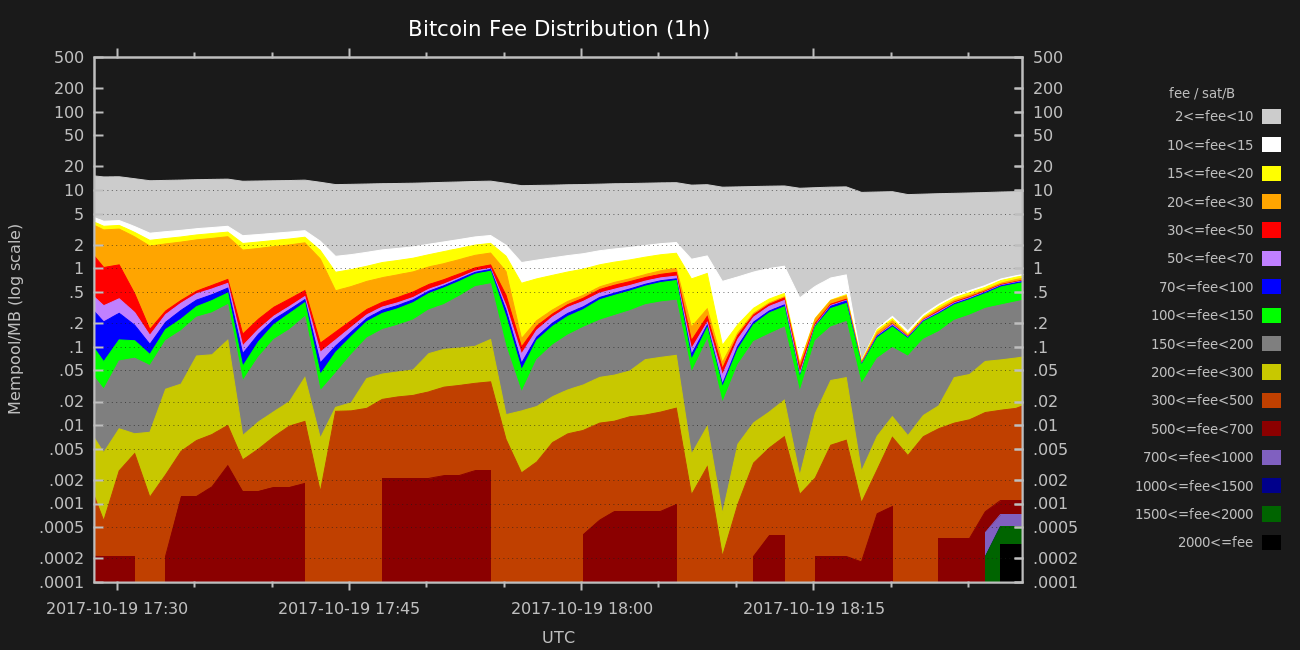 Bitcoin Fee Distribution (1h)
Mempool/MB (log scale)
500
200
100
50
20
10
5
2
1
.5
.2
.1
.05
.02
.01
.005
.002
.001
.0005
.0002
.0001
500
200
100
50
20
10
5
2
1
.5
.2
.1
.05
.02
.01
.005
.002
.001
.0005
.0002
.0001
2017-10-19 17:30
2017-10-19 17:45
2017-10-19 18:00
2017-10-19 18:15
UTC
fee / sat/B
2<=fee<10
10<=fee<15
15<=fee<20
20<=fee<30
30<=fee<50
50<=fee<70
70<=fee<100
100<=fee<150
150<=fee<200
200<=fee<300
300<=fee<500
500<=fee<700
700<=fee<1000
1000<=fee<1500
1500<=fee<2000
2000<=fee